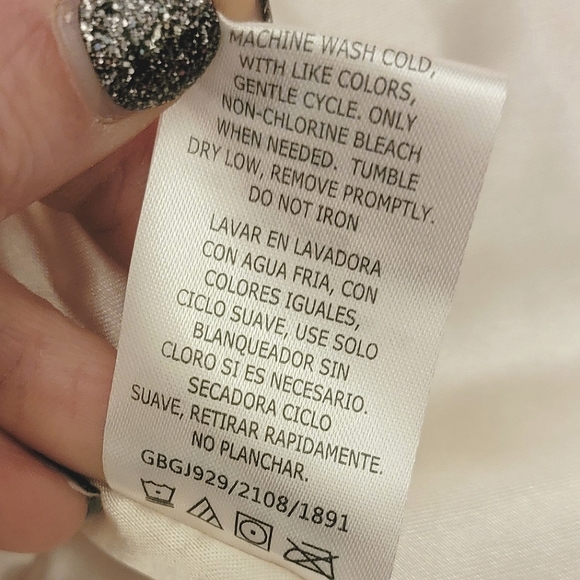 MACHINE WASH COLD,
WITH LIKE COLORS,
GENTLE CYCLE. ONLY
NON-CHLORINE BLEACH
WHEN NEEDED. TUMBLE
DRY LOW, REMOVE PROMPTLY.
DO NOT IRON
LAVAR EN LAVADORA
CON AGUA FRIA, CON
COLORES IGUALES,
CICLO SUAVE, USE SOLO
BLANQUEADOR SIN
CLORO SI ES NECESARIO.
SECADORA CICLO
SUAVE, RETIRAR RAPIDAMENTE.
NO PLANCHAR.
GBGJ929/2108/1891